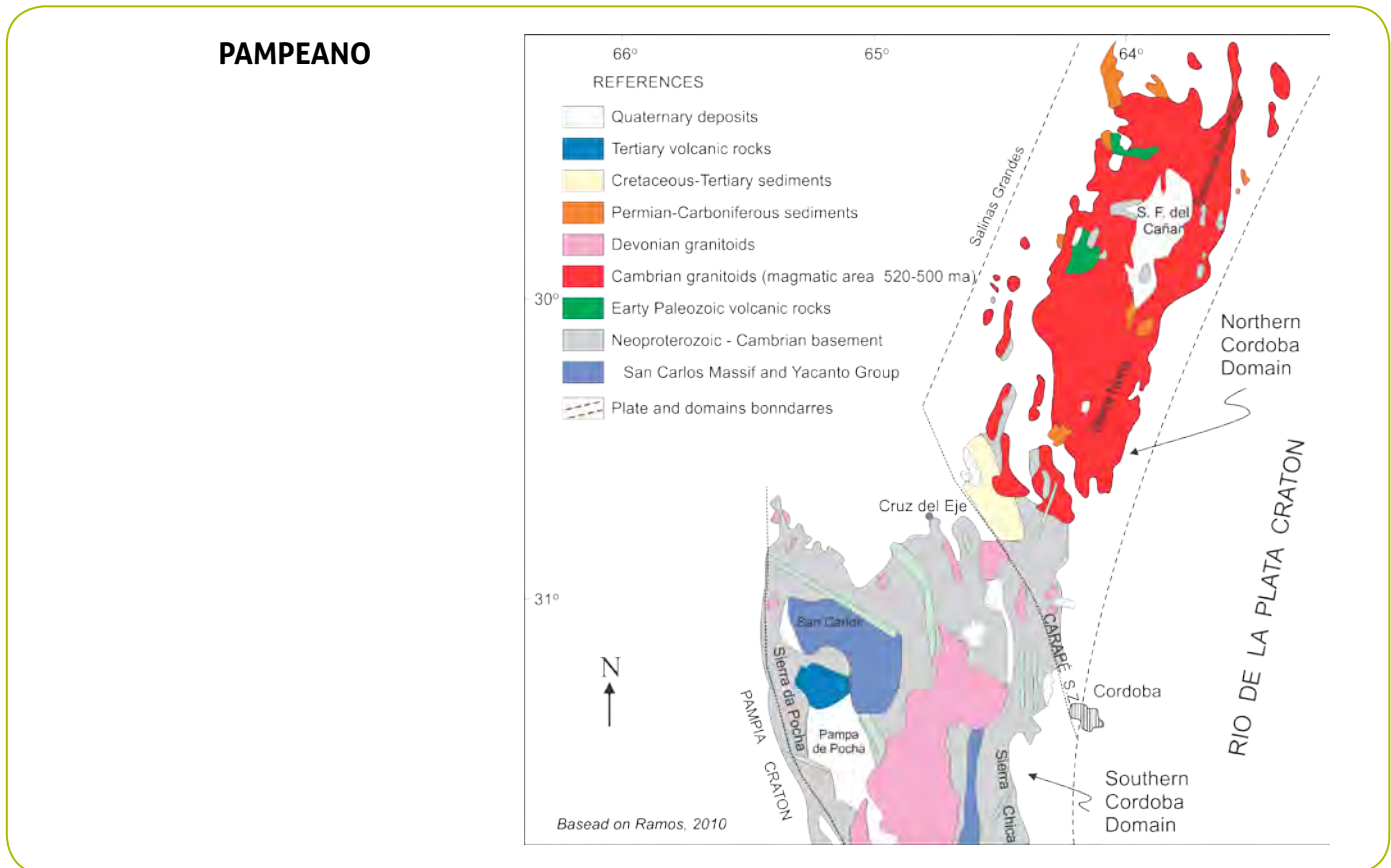 PAMPEANO
66°
65°
64°
REFERENCES
Quaternary deposits
Tertiary volcanic rocks
Cretaceous-Tertiary sediments
Permian-Carboniferous sediments
Devonian granitoids
Cambrian granitoids (magmatic area 520-500 ma)
Earty Paleozoic volcanic rocks
Neoproterozoic - Cambrian basement
San Carlos Massif and Yacanto Group
Plate and domains bonndarres
Salinas Grandes
S. F. del
Cañar
30°
Northern
Cordoba
Domain
Sierra Norte
RIO DE LA PLATA CRATON
Cruz del Eje
31°
San Carlos
CARAPÉ S.Z
N
Sierra da Pocha
Cordoba
PAMPIA CRATON
Pampa
de Pocha
Sierra Chica
Southern
Cordoba
Domain
Basead on Ramos, 2010